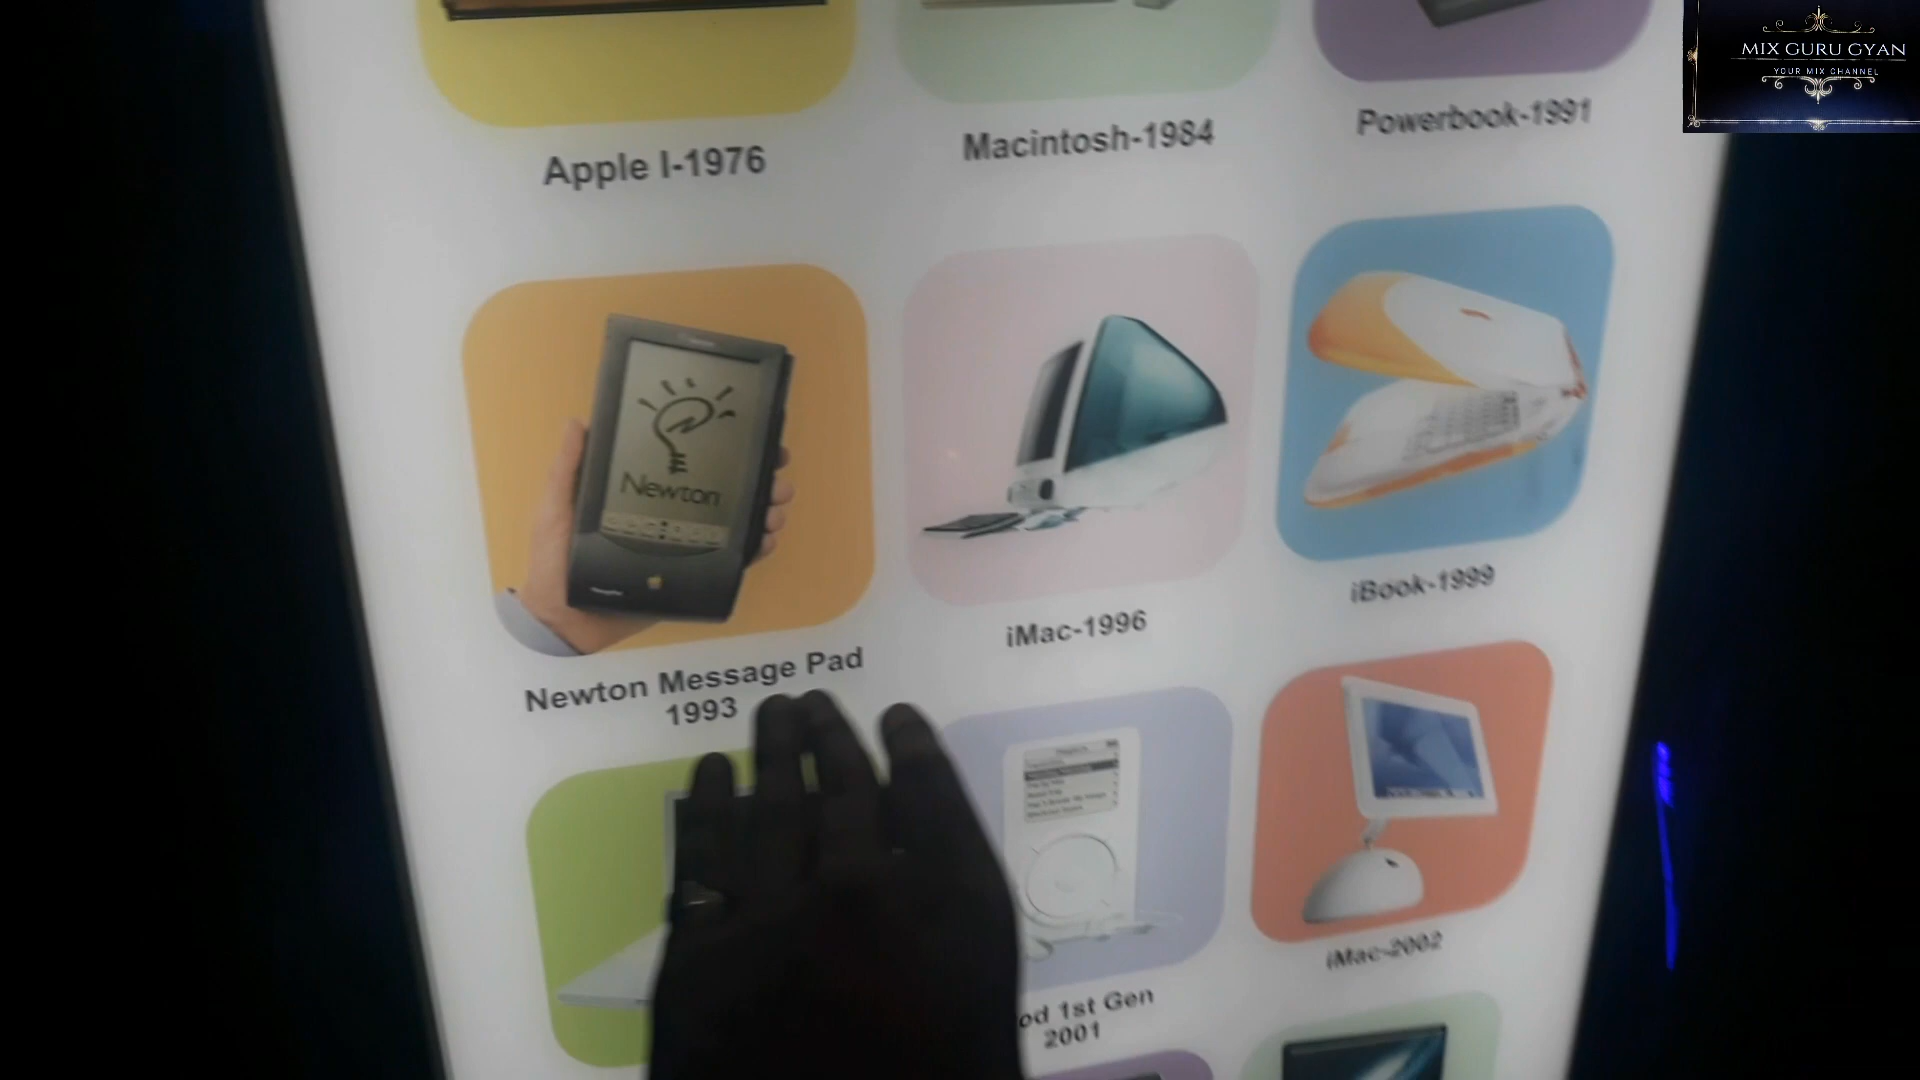 MIX GURU GYAN
YOUR MIX CHANNEL
Apple I-1976
Macintosh-1984
Powerbook-1991
Newton
Newton Message Pad
1993
iMac-1996
iBook-1999
od 1st Gen
2001
iMac-2002